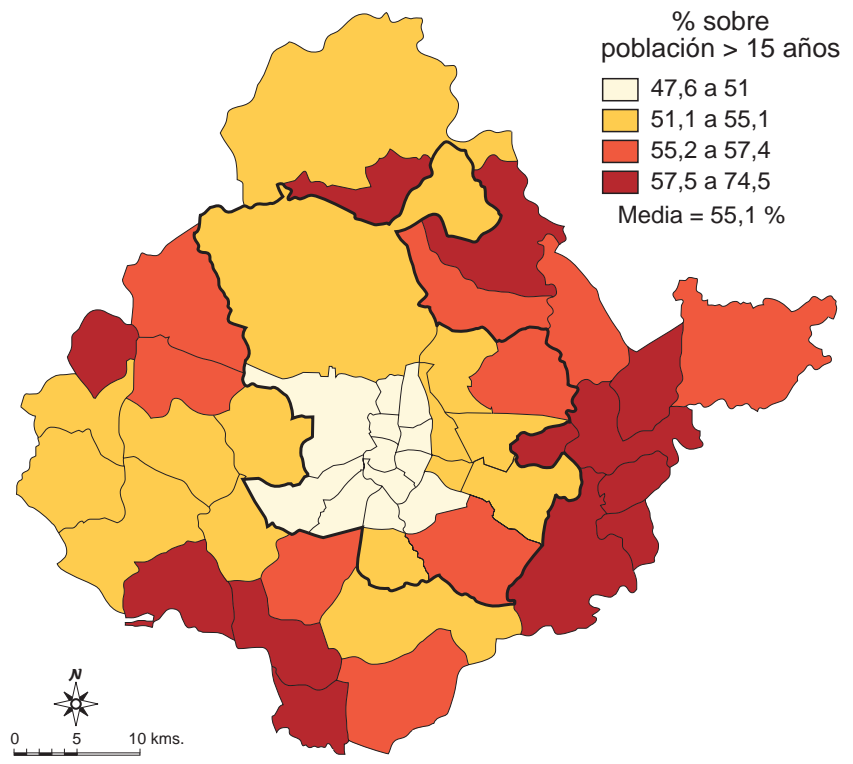 % sobre
población > 15 años
47,6 a 51
51,1 a 55,1
55,2 a 57,4
57,5 a 74,5
Media = 55,1 %
N
0 5 10 kms.